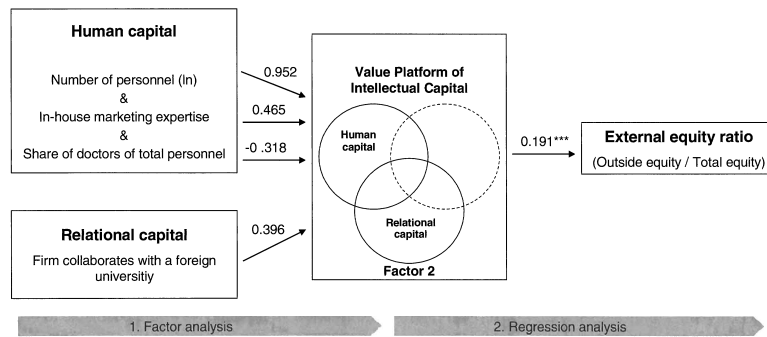 Human capital
Number of personnel (ln)
&
In-house marketing expertise
&
Share of doctors of total personnel
0.952
0.465
-0 .318
Relational capital
Firm collaborates with a foreign
universitiy
0.396
Value Platform of
Intellectual Capital
Human
capital
Relational
capital
Factor 2
0.191***
External equity ratio
(Outside equity / Total equity)
1. Factor analysis
2. Regression analysis